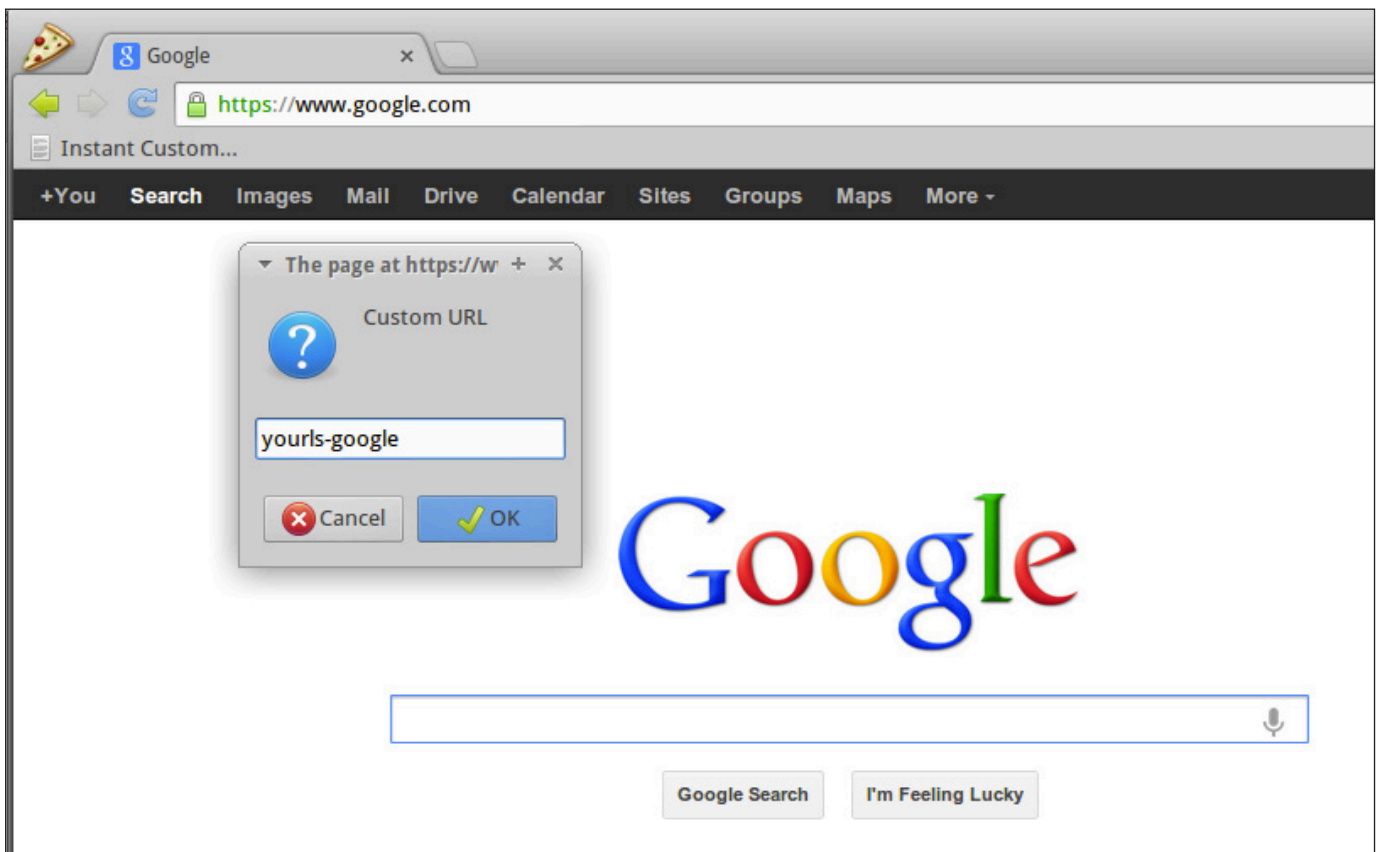 Google
https://www.google.com
Instant Custom...
+You Search Images Mail Drive Calendar Sites Groups Maps More
The page at https://w
Custom URL
yourls-google
Cancel OK
Google
Google Search I'm Feeling Lucky